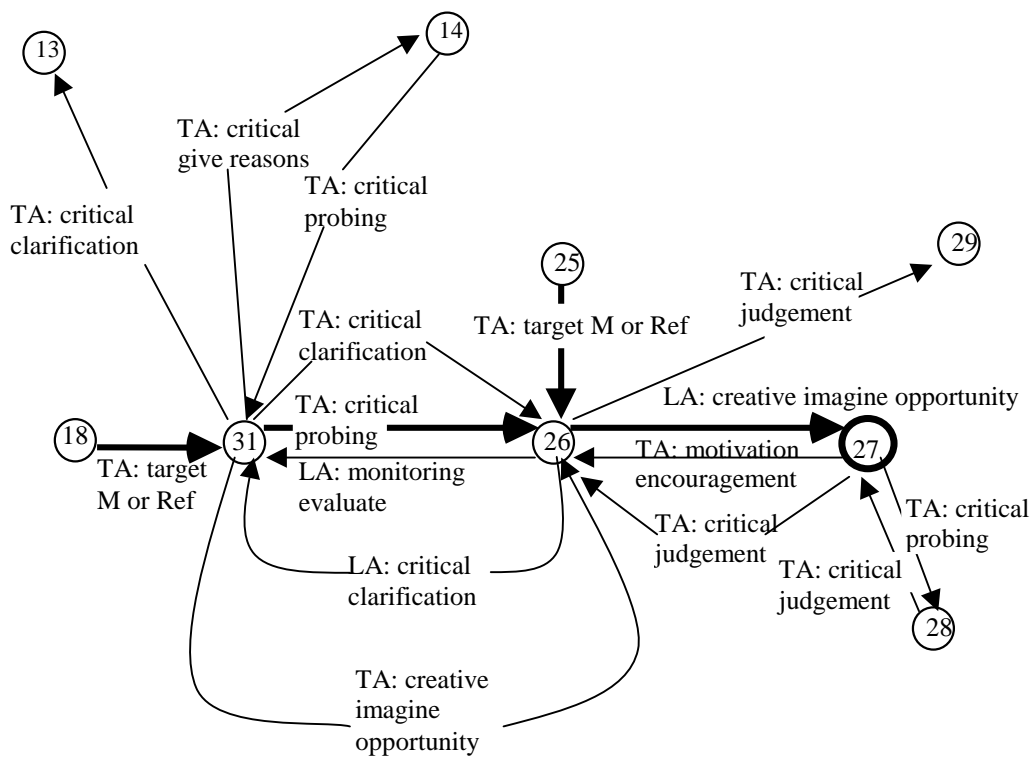 13
14
TA: critical
give reasons
TA: critical
probing
TA: critical
clarification
25
29
TA: critical
judgement
TA: critical
clarification
TA: target M or Ref
LA: creative imagine opportunity
TA: critical
probing
18
31
26
27
TA: target
M or Ref
LA: monitoring
evaluate
TA: motivation
encouragement
TA: critical
judgement
TA: critical
probing
LA: critical
clarification
TA: critical
judgement
28
TA: creative
imagine
opportunity